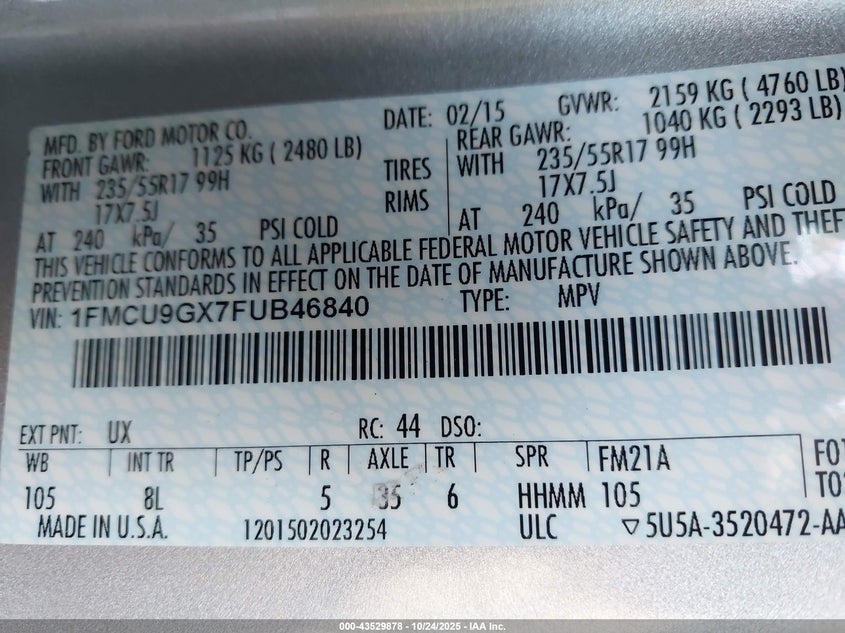 MFD. BY FORD MOTOR CO. DATE: 02/15 GVWR: 2159 KG ( 4760 LB)
FRONT GAWR: 1125 KG ( 2480 LB) REAR GAWR: 1040 KG ( 2293 LB)
WITH 235/55R17 99H TIRES WITH 235/55R17 99H
17X7.5J RIMS 17X7.5J
AT 240 kPa/ 35 PSI COLD AT 240 kPa/ 35 PSI COLD
THIS VEHICLE CONFORMS TO ALL APPLICABLE FEDERAL MOTOR VEHICLE SAFETY AND THEFT
PREVENTION STANDARDS IN EFFECT ON THE DATE OF MANUFACTURE SHOWN ABOVE.
VIN: 1FMCU9GX7FUB46840 TYPE: MPV
EXT PNT: UX RC: 44 DSO:
WB INT TR TP/PS R AXLE TR SPR FM21A
105 8L 5 35 6 HHMM 105
MADE IN U.S.A. 1201502023254 ULC ▽5U5A-3520472-AA
000-43529878 - 10/24/2025 - IAA Inc.